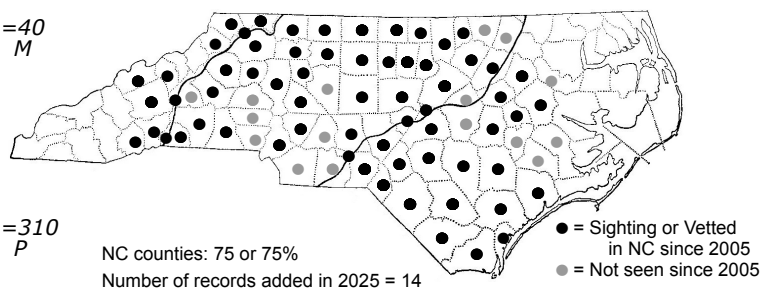 =40
M
=310
P
NC counties: 75 or 75%
Number of records added in 2025 = 14
= Sighting or Vetted
in NC since 2005
= Not seen since 2005